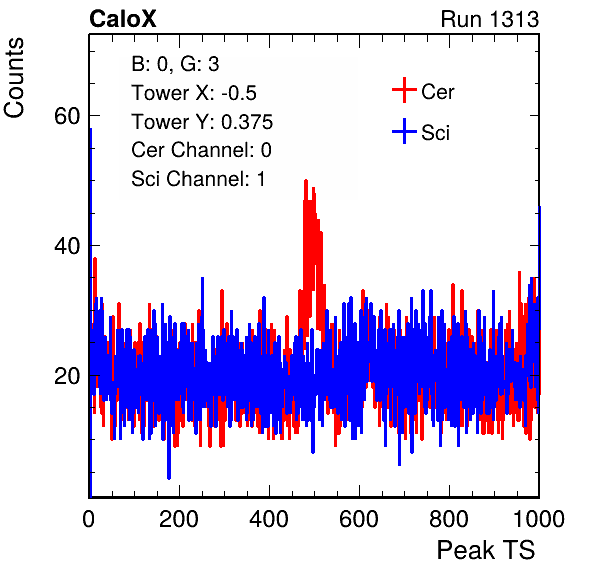 CaloX Run 1313
Counts
B: 0, G: 3
Tower X: -0.5
Tower Y: 0.375
Cer Channel: 0
Sci Channel: 1
Cer
Sci
60
40
20
0 200 400 600 800 1000
Peak TS